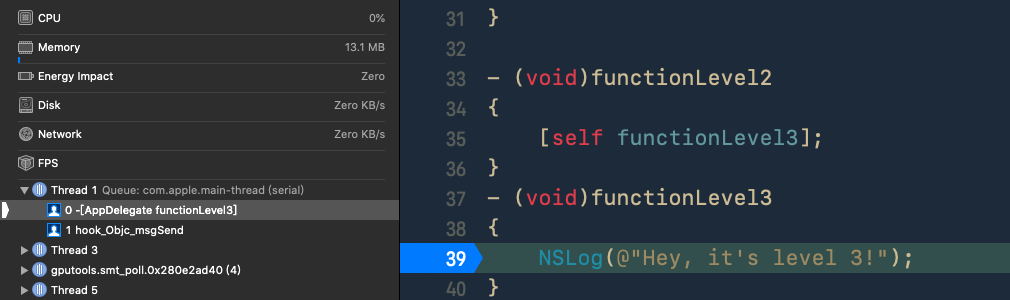 CPU 0%
Memory 13.1 MB
Energy Impact Zero
Disk Zero KB/s
Network Zero KB/s
FPS
Thread 1 Queue: com.apple.main-thread (serial)
0 -[AppDelegate functionLevel3]
1 hook_Objc_msgSend
Thread 3
gputools.smt_poll.0x280e2ad40 (4)
Thread 5
31 }
32
33 - (void)functionLevel2
34 {
35 [self functionLevel3];
36 }
37 - (void)functionLevel3
38 {
39 NSLog(@"Hey, it's level 3!");
40 }